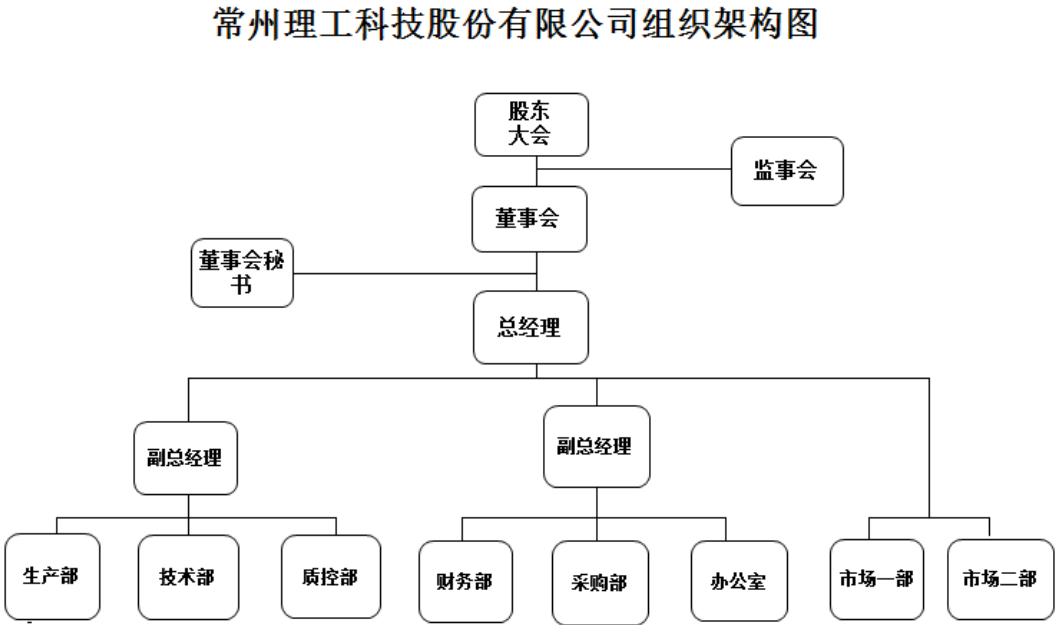 常州理工科技股份有限公司组织架构图
股东
大会
监事会
董事会
董事会秘
书
总经理
副总经理
副总经理
生产部
技术部
质控部
财务部
采购部
办公室
市场一部
市场二部